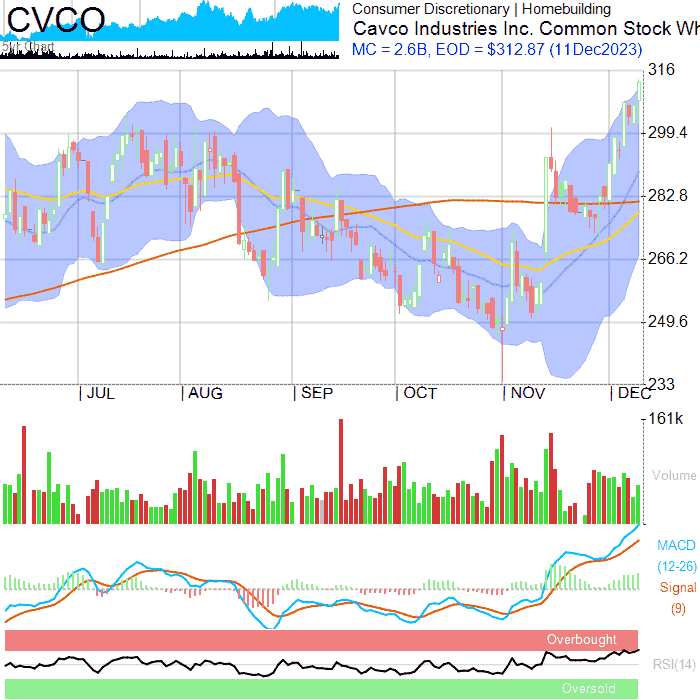 CVCO
Consumer Discretionary | Homebuilding
Cavco Industries Inc. Common Stock Wh
MC = 2.6B, EOD = $312.87 (11Dec2023)
Chart
316
299.4
282.8
266.2
249.6
233
| JUL | AUG | SEP | OCT | NOV | DEC
161k
Volume
MACD
(12-26)
Signal
(9)
Overbought
RSI(14)
Oversold